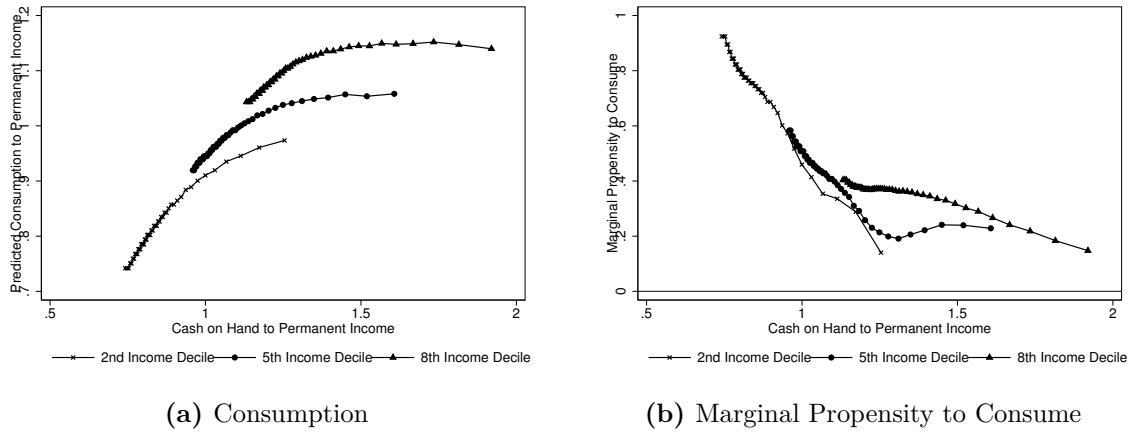 Predicted Consumption to Permanent Income
1.2
1.1
1
.9
.8
.7
.5
1
1.5
2
Cash on Hand to Permanent Income
2nd Income Decile
5th Income Decile
8th Income Decile
(a) Consumption
Marginal Propensity to Consume
1
.8
.6
.4
.2
0
.5
1
1.5
2
Cash on Hand to Permanent Income
2nd Income Decile
5th Income Decile
8th Income Decile
(b) Marginal Propensity to Consume